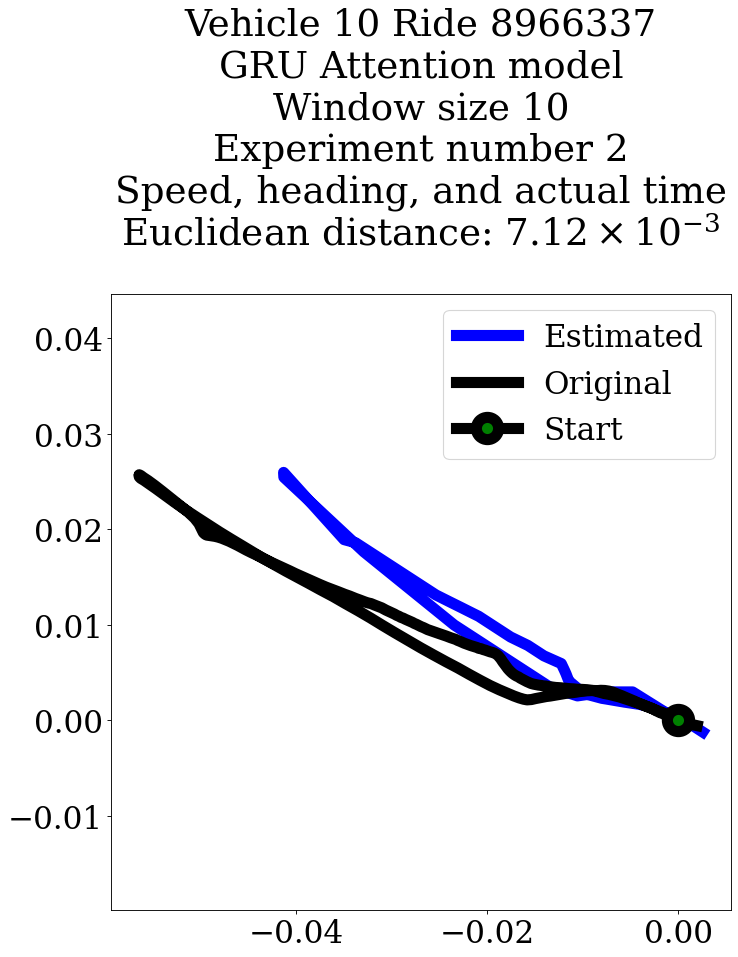 Vehicle 10 Ride 8966337
GRU Attention model
Window size 10
Experiment number 2
Speed, heading, and actual time
Euclidean distance: 7.12 × 10⁻³
Estimated
Original
Start
0.04
0.03
0.02
0.01
0.00
−0.01
−0.04
−0.02
0.00